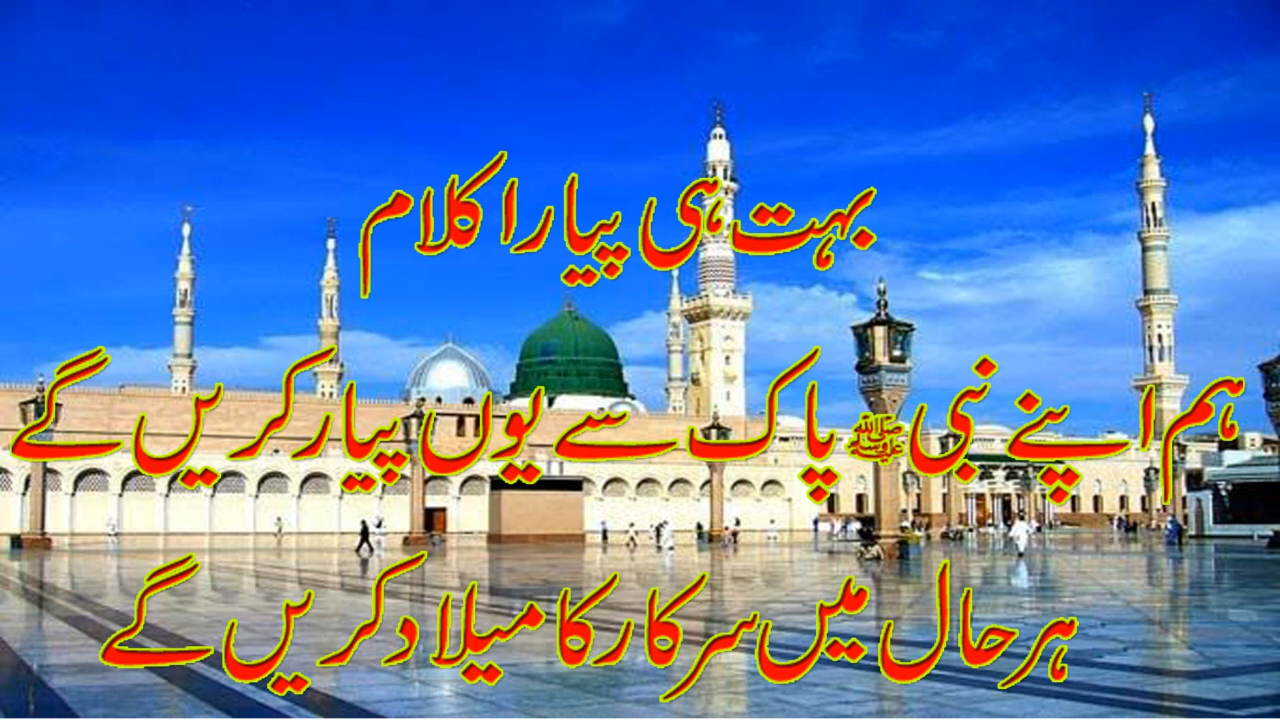 بہت ہی پیارا کلام
ہم اپنے نبی ﷺ پاک سے یوں پیار کریں گے
ہر حال میں سرکار کا میلاد کریں گے